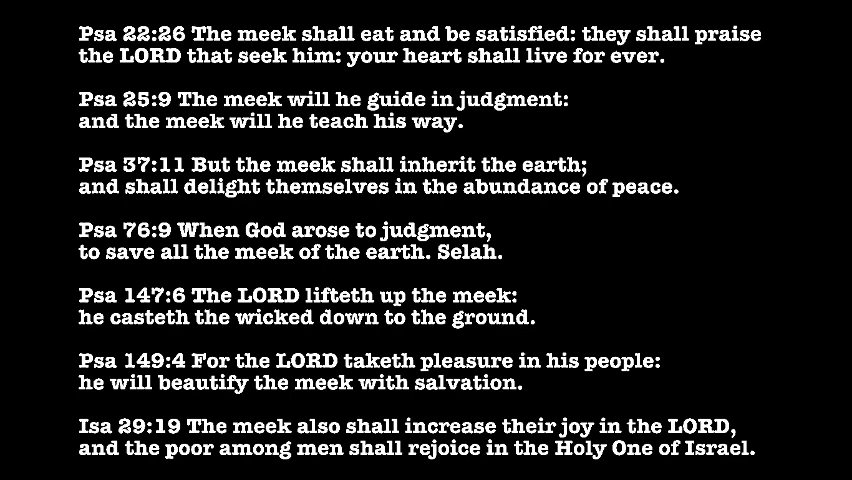 Psa 22:26 The meek shall eat and be satisfied: they shall praise
the LORD that seek him: your heart shall live for ever.
Psa 25:9 The meek will he guide in judgment:
and the meek will he teach his way.
Psa 37:11 But the meek shall inherit the earth;
and shall delight themselves in the abundance of peace.
Psa 76:9 When God arose to judgment,
to save all the meek of the earth. Selah.
Psa 147:6 The LORD lifteth up the meek:
he casteth the wicked down to the ground.
Psa 149:4 For the LORD taketh pleasure in his people:
he will beautify the meek with salvation.
Isa 29:19 The meek also shall increase their joy in the LORD,
and the poor among men shall rejoice in the Holy One of Israel.